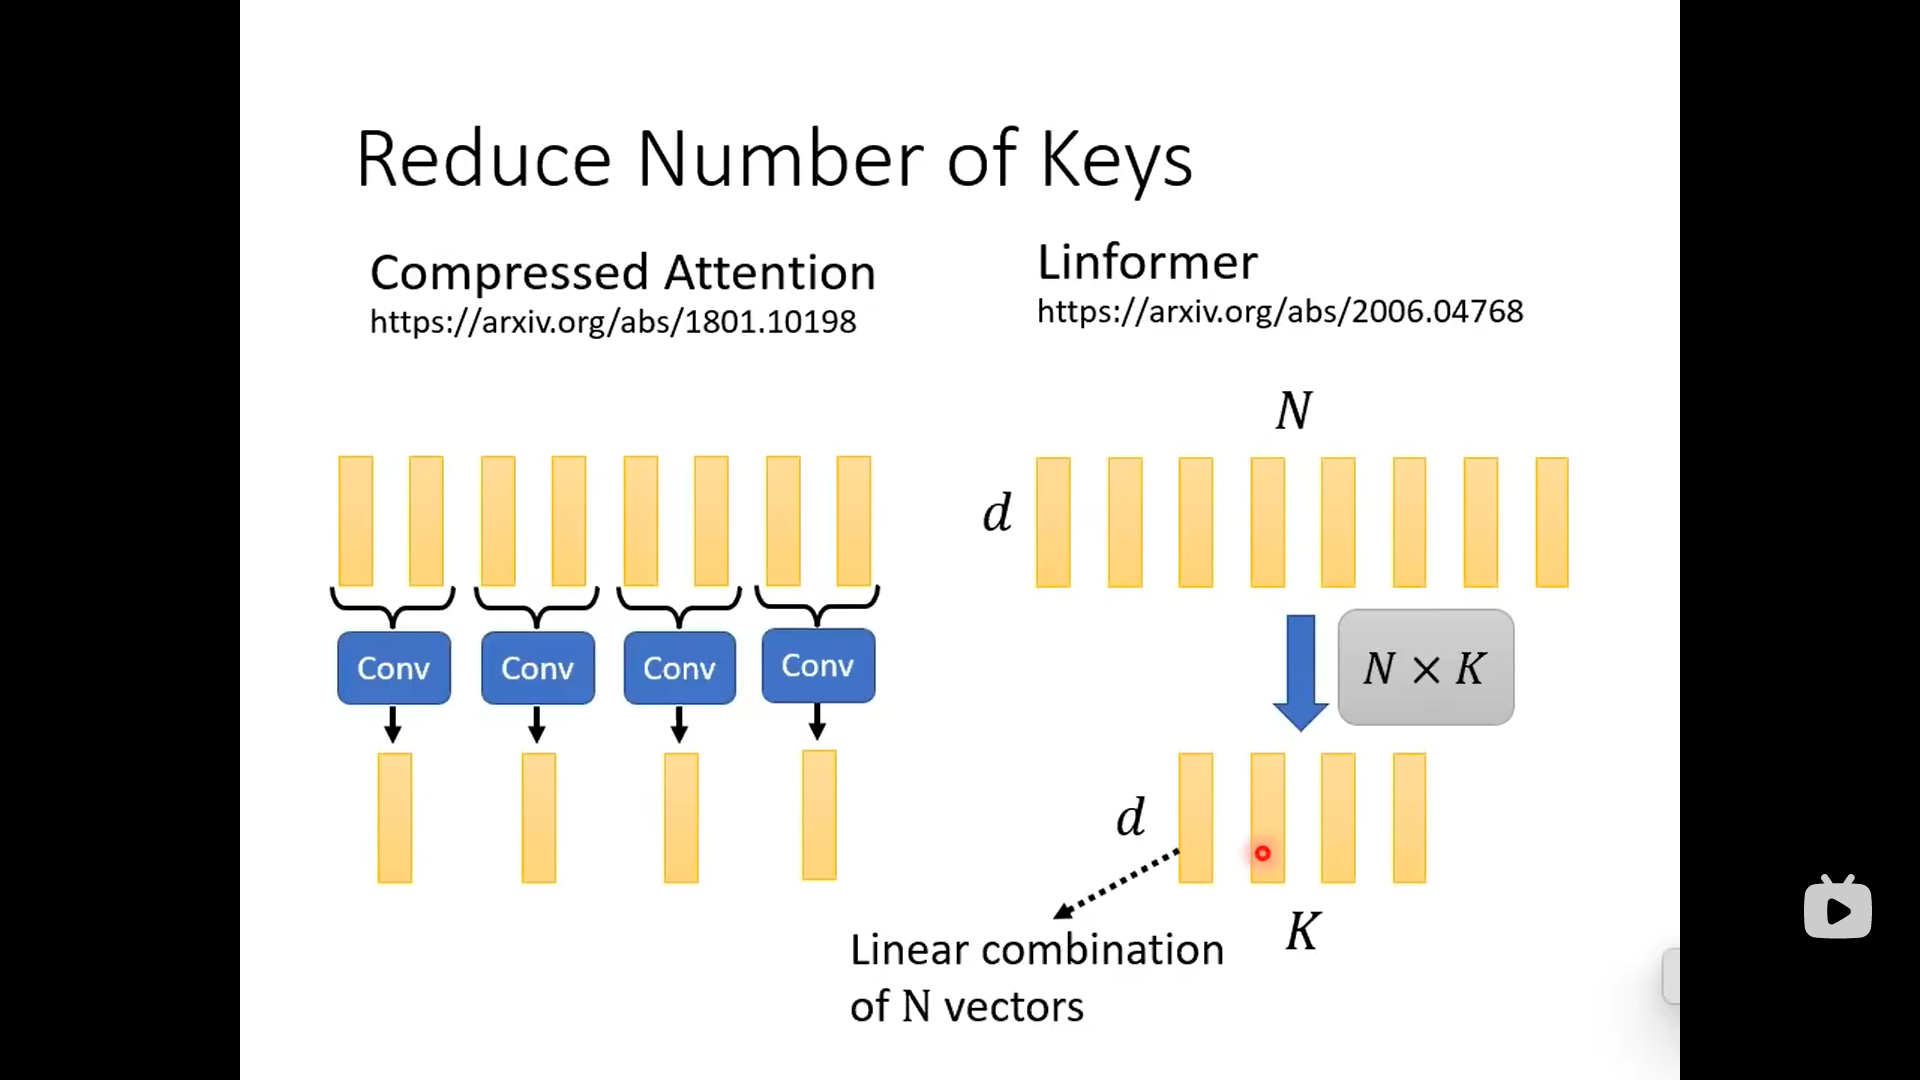 Reduce Number of Keys
Compressed Attention
https://arxiv.org/abs/1801.10198
Linformer
https://arxiv.org/abs/2006.04768
N
d
Conv
Conv
Conv
Conv
N × K
d
K
Linear combination
of N vectors